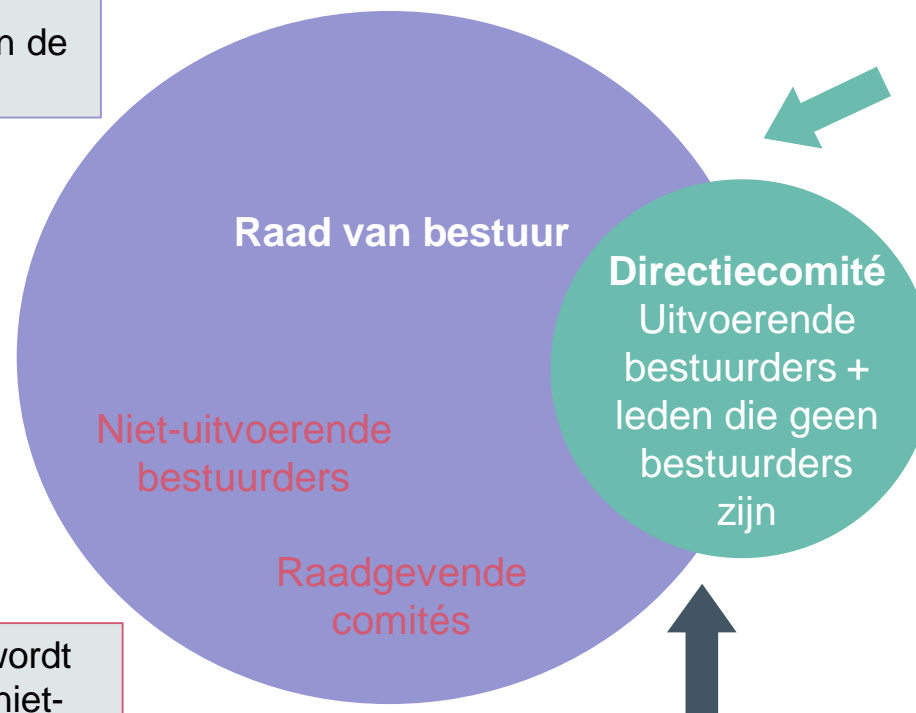 de
Raad van bestuur
Directiecomité
Uitvoerende
bestuurders +
leden die geen
bestuurders
zijn
Niet-uitvoerende
bestuurders
Raadgevende
comités
wordt
niet-